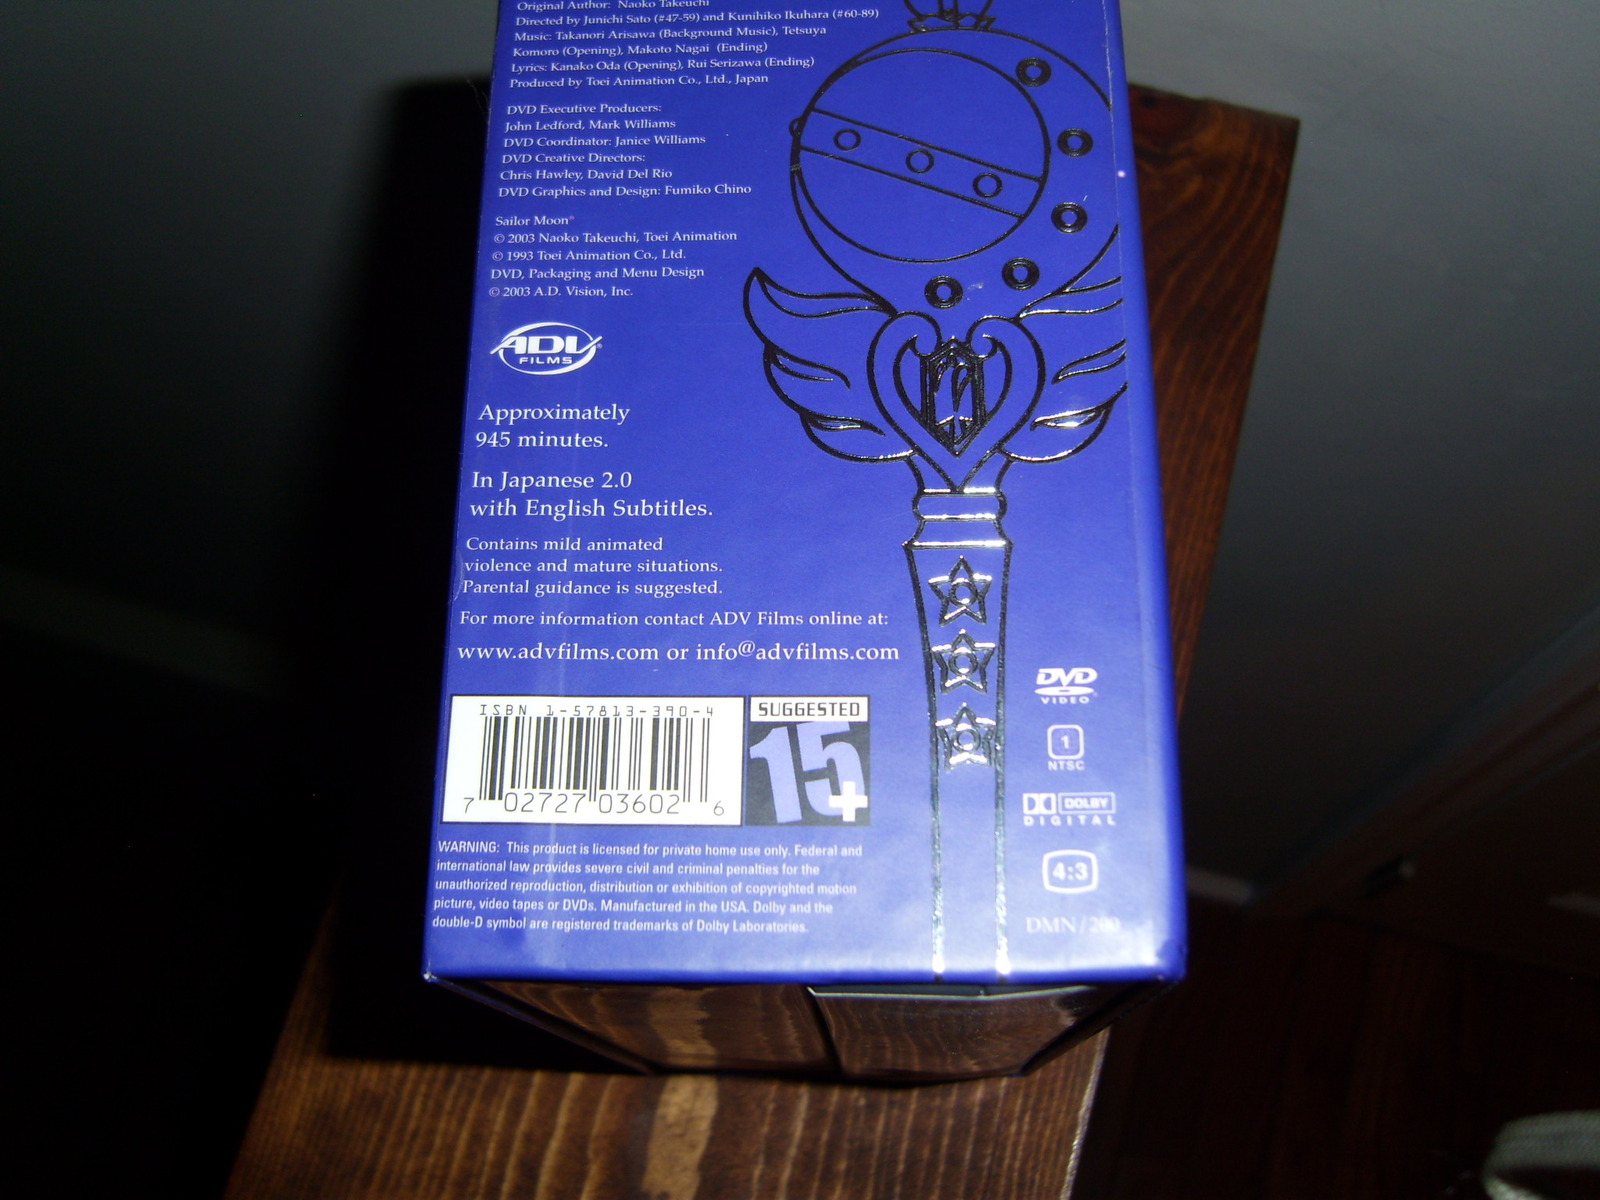 Original Author: Naoko Takeuchi
Directed by Junichi Sato (#47-59) and Kunihiko Ikuhara (#60-89)
Music: Takanori Arisawa (Background Music), Tetsuya
Komoro (Opening), Makoto Nagai (Ending)
Lyrics: Kanako Oda (Opening), Rui Serizawa (Ending)
Produced by Toei Animation Co., Ltd., Japan
DVD Executive Producers:
John Ledford, Mark Williams
DVD Coordinator: Janice Williams
DVD Creative Directors:
Chris Hawley, David Del Rio
DVD Graphics and Design: Fumiko Chino
Sailor Moon®
© 2003 Naoko Takeuchi, Toei Animation
© 1993 Toei Animation Co., Ltd.
DVD, Packaging and Menu Design
© 2003 A.D. Vision, Inc.
ADV®
FILMS
Approximately
945 minutes.
In Japanese 2.0
with English Subtitles.
Contains mild animated
violence and mature situations.
Parental guidance is suggested.
For more information contact ADV Films online at:
www.advfilms.com or info@advfilms.com
ISBN 1-57813-390-4
7 02727 03602 6
SUGGESTED
15+
DVD
VIDEO
1
NTSC
DOLBY
DIGITAL
4:3
WARNING: This product is licensed for private home use only. Federal and
international law provides severe civil and criminal penalties for the
unauthorized reproduction, distribution or exhibition of copyrighted motion
picture, video tapes or DVDs. Manufactured in the USA. Dolby and the
double-D symbol are registered trademarks of Dolby Laboratories.